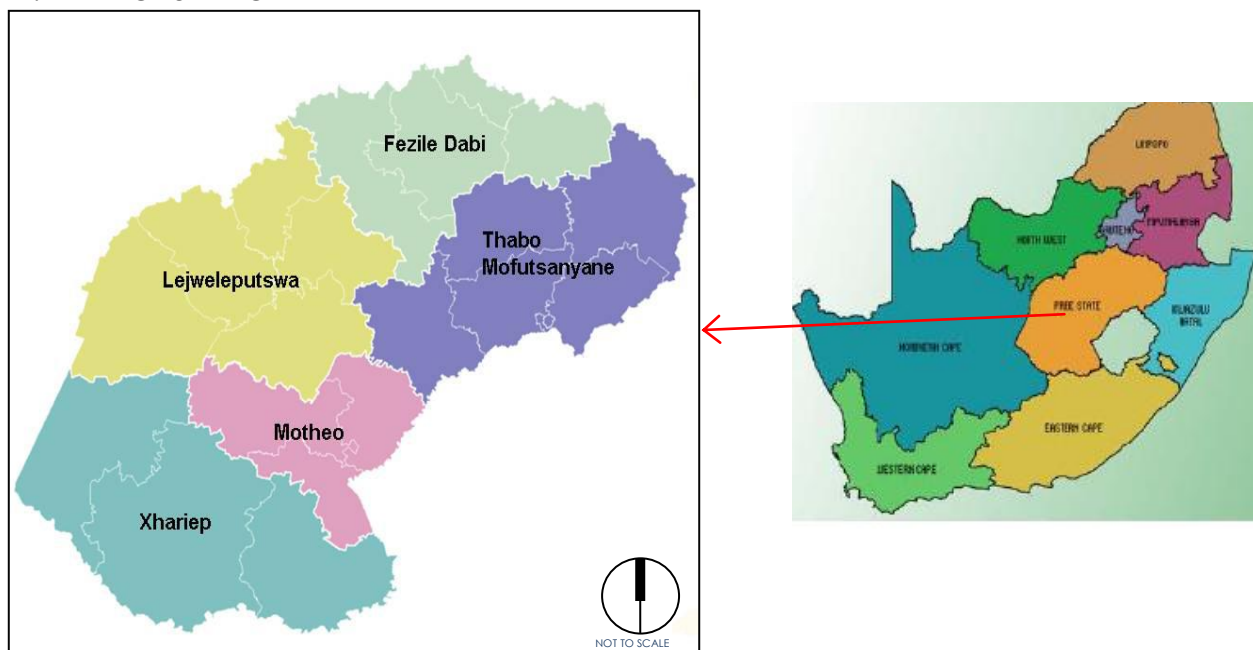 Fezile Dabi
Thabo
Mofutsanyane
Lejweleputswa
Motheo
Xhariep
NOT TO SCALE
LIMPOPO
NORTH WEST
MPUMALANGA
FREE STATE
KWAZULU
NATAL
NORTHERN CAPE
EASTERN CAPE
WESTERN CAPE